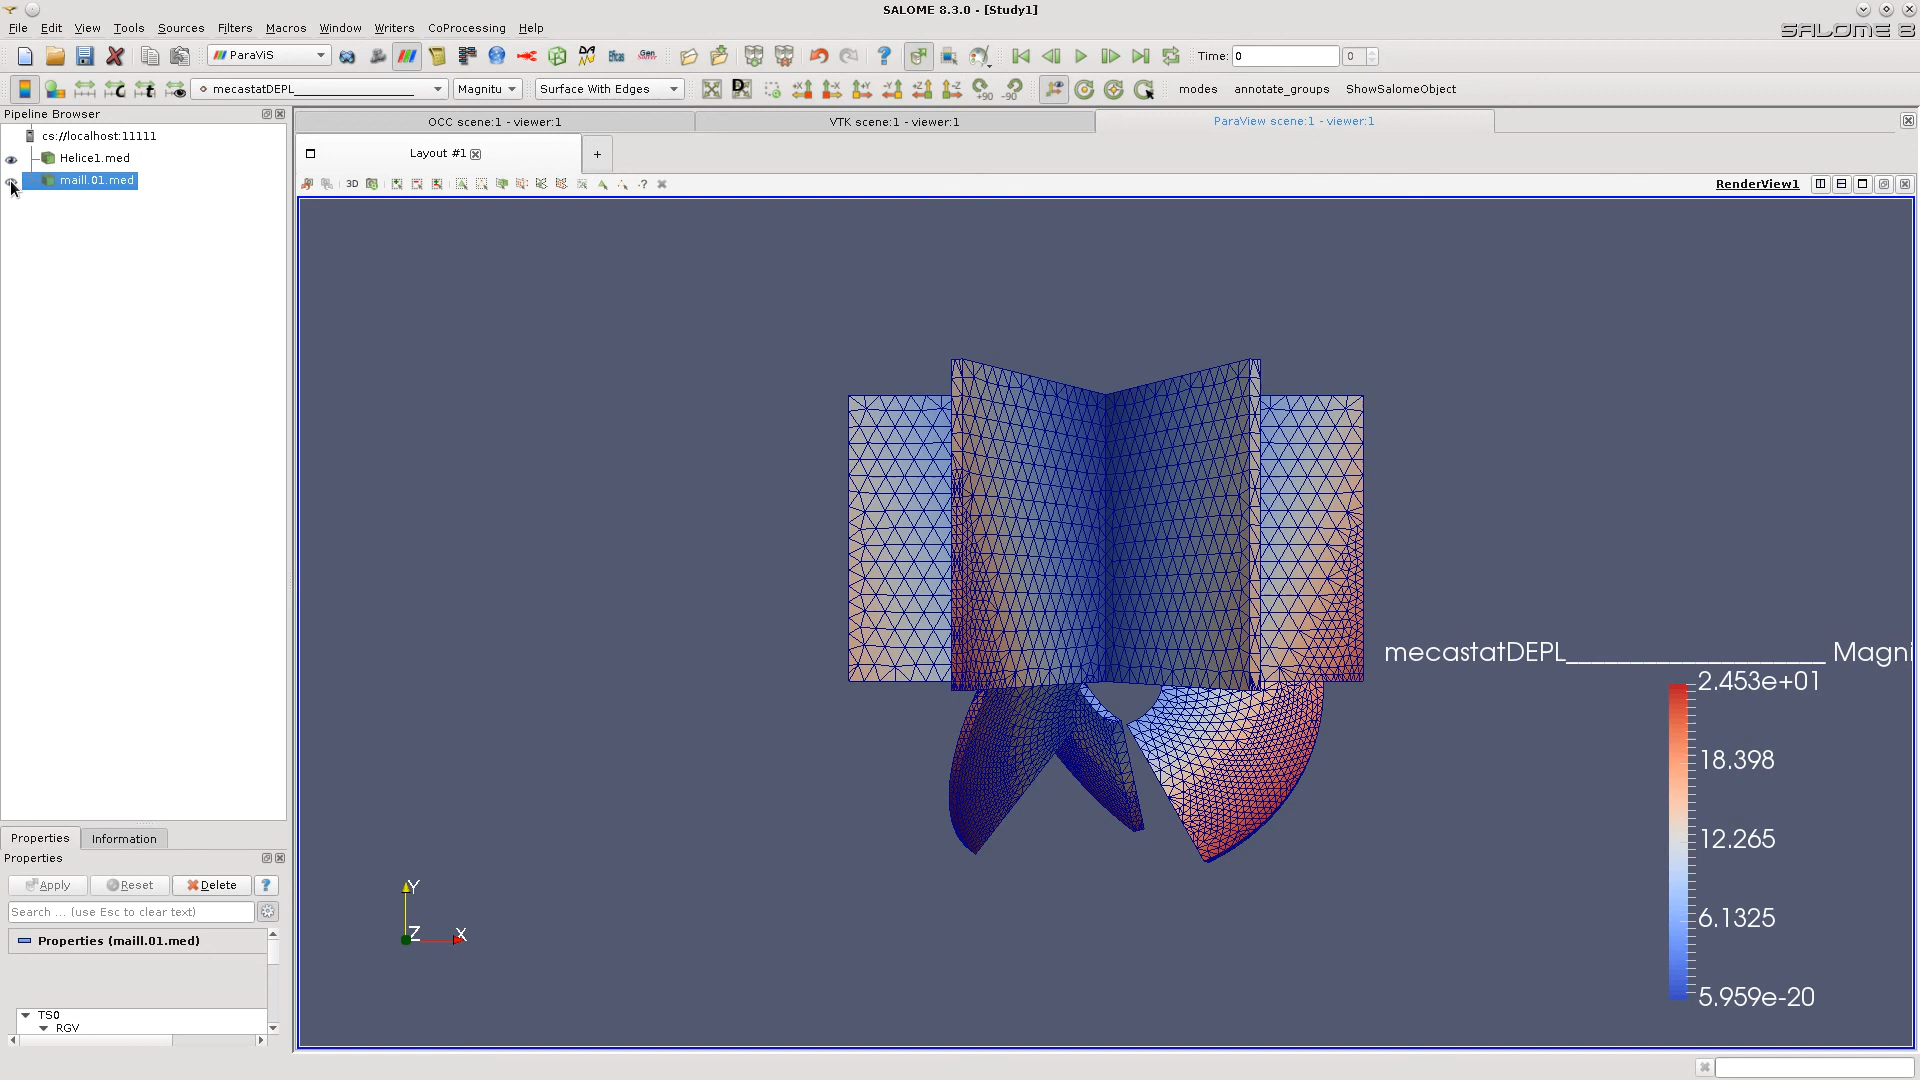 SALOME 8.3.0 - [Study1]
File Edit View Tools Sources Filters Macros Window Writers CoProcessing Help
SALOME 8
ParaViS
Time: 0
0
mecastatDEPL____________________
Magnitu
Surface With Edges
modes annotate_groups ShowSalomeObject
Pipeline Browser
cs://localhost:11111
Helice1.med
maill.01.med
OCC scene:1 - viewer:1
VTK scene:1 - viewer:1
ParaView scene:1 - viewer:1
Layout #1
+
3D
RenderView1
mecastatDEPL____________________ Magni
2.453e+01
18.398
12.265
6.1325
5.959e-20
Y
Z
X
Properties
Information
Properties
Apply
Reset
Delete
Search ... (use Esc to clear text)
Properties (maill.01.med)
TS0
RGV